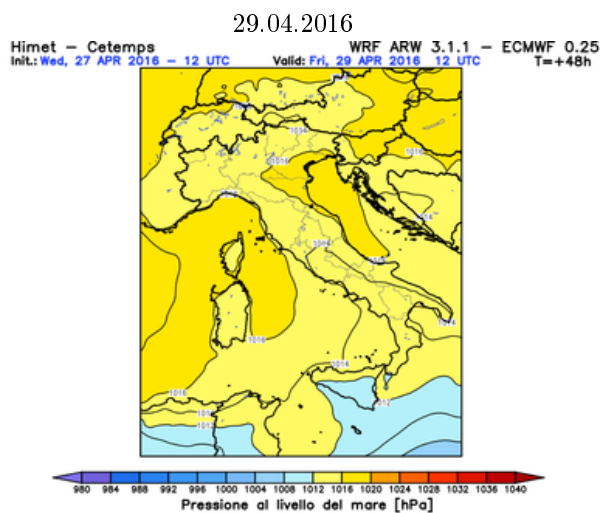 29.04.2016
Himet – Cetemps WRF ARW 3.1.1 – ECMWF 0.25
Init.: Wed, 27 APR 2016 – 12 UTC Valid: Fri, 29 APR 2016 12 UTC T=+48h
1014
1016
1016
1014
1016
1014
1014
1016
012
980 984 988 992 996 1000 1004 1008 1012 1016 1020 1024 1028 1032 1036 1040
Pressione al livello del mare [hPa]